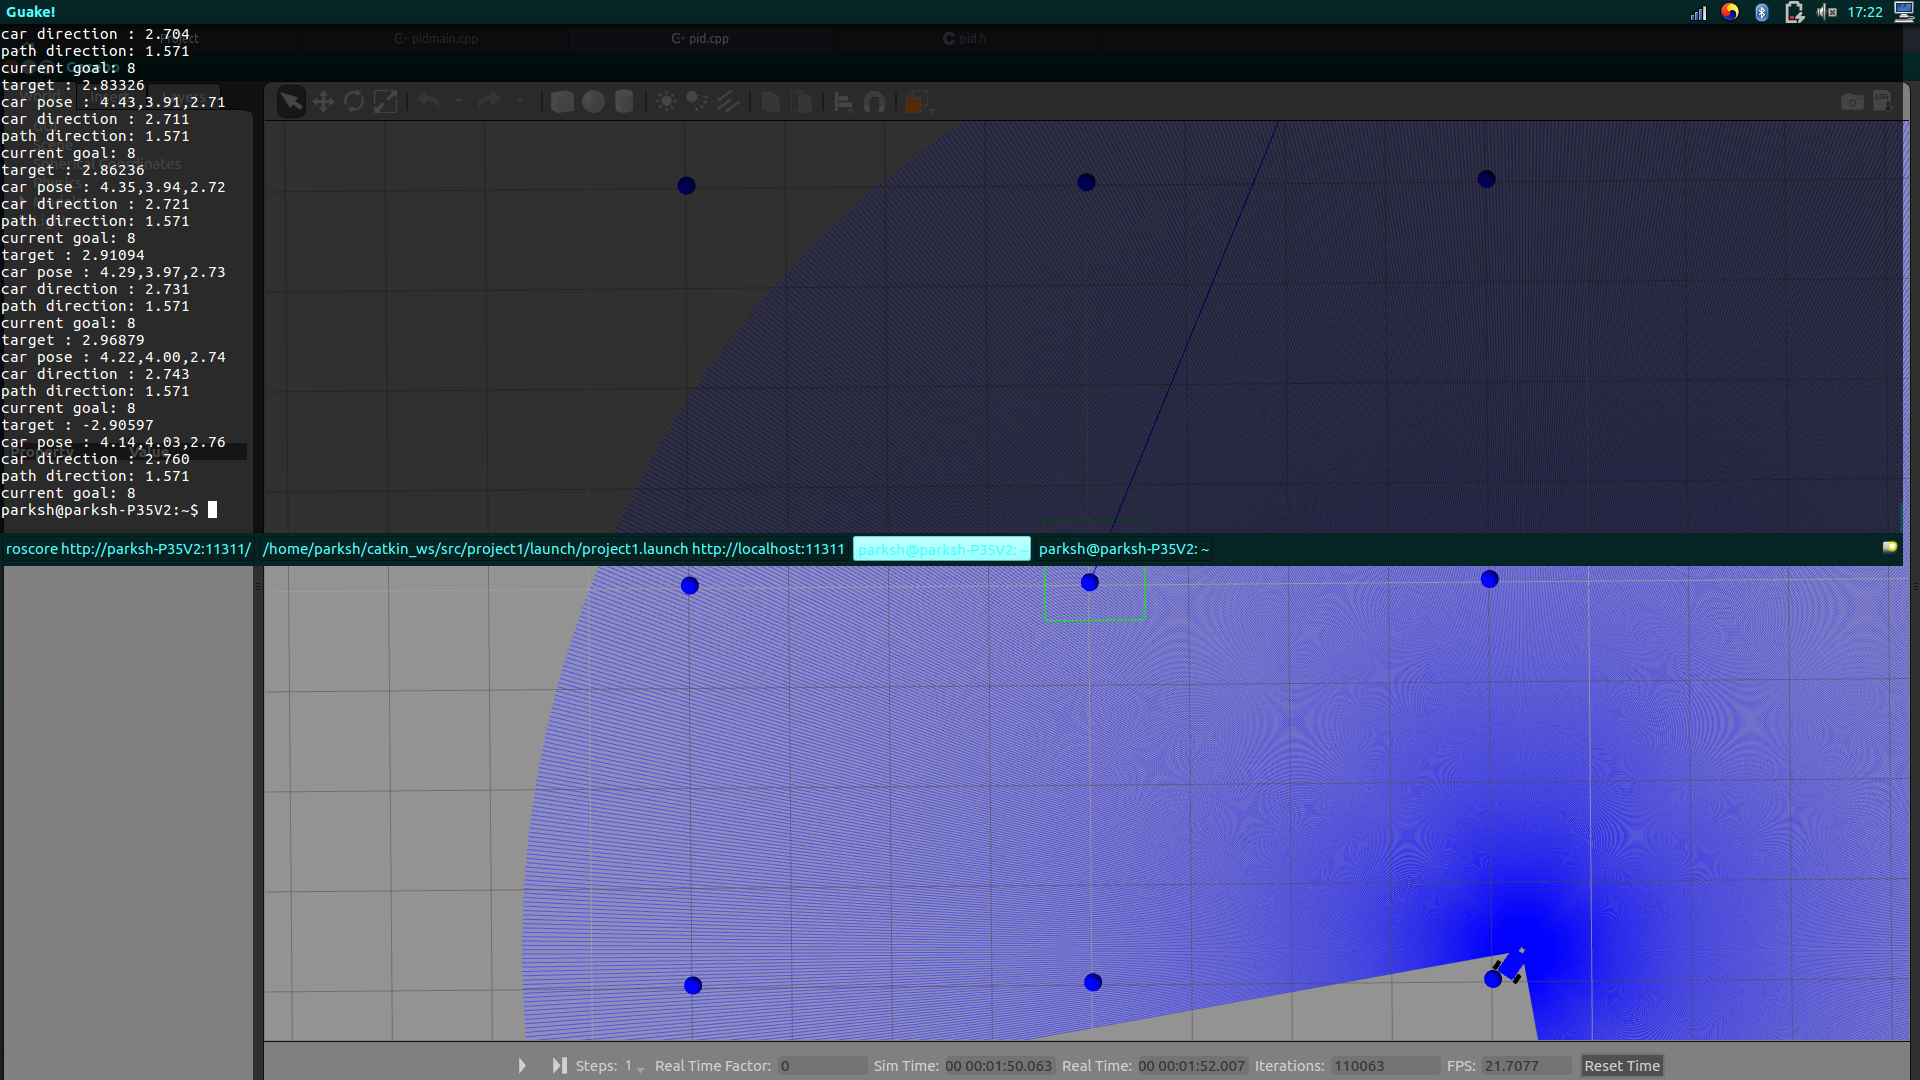 Guake!
17:22
Project
pidmain.cpp
pid.cpp
pid.h
car direction : 2.704
path direction: 1.571
current goal: 8
target : 2.83326
car pose : 4.43,3.91,2.71
car direction : 2.711
path direction: 1.571
current goal: 8
target : 2.86236
car pose : 4.35,3.94,2.72
car direction : 2.721
path direction: 1.571
current goal: 8
target : 2.91094
car pose : 4.29,3.97,2.73
car direction : 2.731
path direction: 1.571
current goal: 8
target : 2.96879
car pose : 4.22,4.00,2.74
car direction : 2.743
path direction: 1.571
current goal: 8
target : -2.90597
car pose : 4.14,4.03,2.76
Property Value
car direction : 2.760
path direction: 1.571
current goal: 8
parksh@parksh-P35V2:~$
roscore http://parksh-P35V2:11311/
/home/parksh/catkin_ws/src/project1/launch/project1.launch http://localhost:11311
parksh@parksh-P35V2: ~
parksh@parksh-P35V2: ~
LOG
Steps: 1 Real Time Factor: 0 Sim Time: 00 00:01:50.063 Real Time: 00 00:01:52.007 Iterations: 110063 FPS: 21.7077 Reset Time